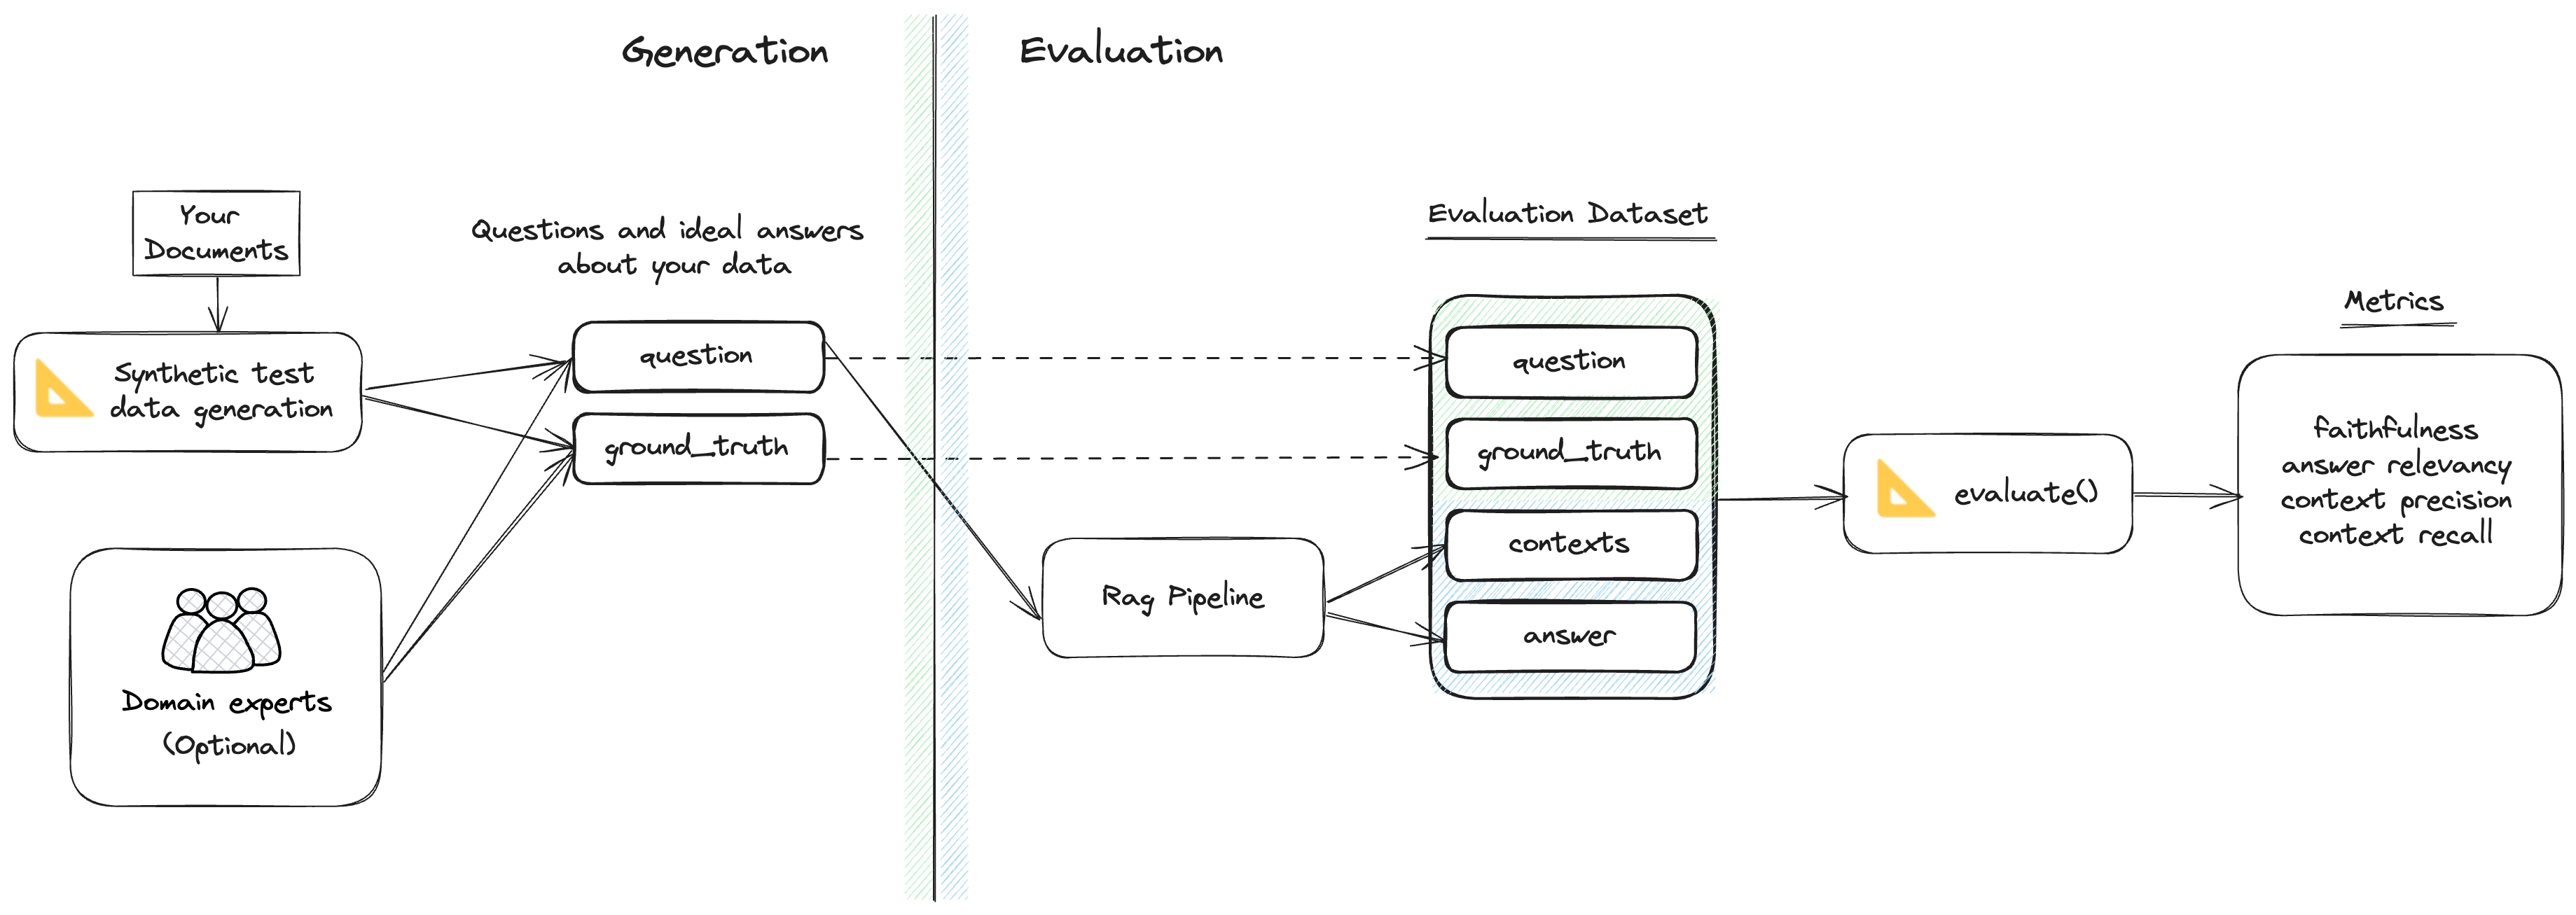 Generation
Evaluation
Your
Documents
Synthetic test
data generation
Domain experts
(Optional)
Questions and ideal answers
about your data
question
ground_truth
Rag Pipeline
Evaluation Dataset
question
ground_truth
contexts
answer
evaluate()
Metrics
faithfulness
answer relevancy
context precision
context recall